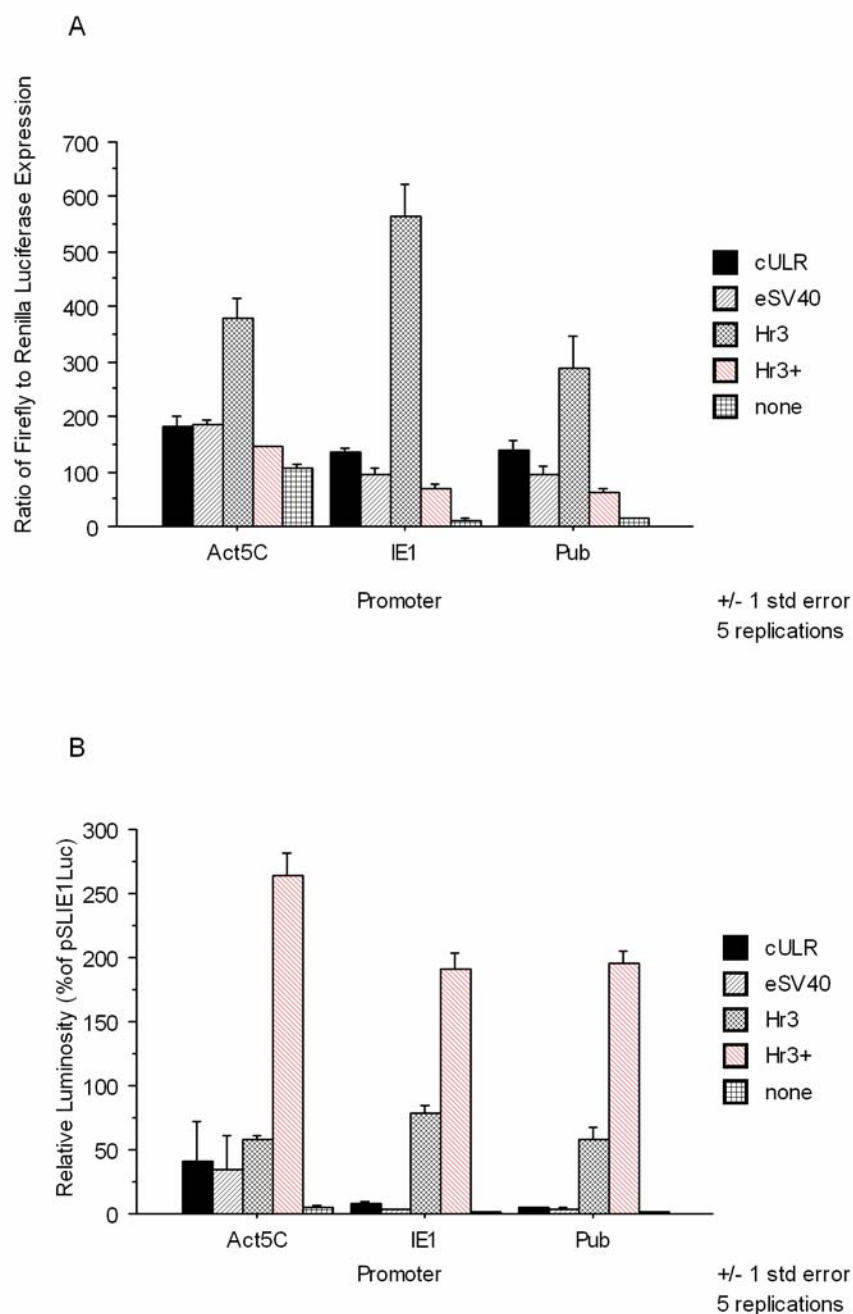 A
Ratio of Firefly to Renilla Luciferase Expression
700
600
500
400
300
200
100
0
Act5C
IE1
Pub
Promoter
cULR
eSV40
Hr3
Hr3+
none
+/- 1 std error
5 replications
B
Relative Luminosity (%of pSLIE1Luc)
300
250
200
150
100
50
0
Act5C
IE1
Pub
Promoter
cULR
eSV40
Hr3
Hr3+
none
+/- 1 std error
5 replications